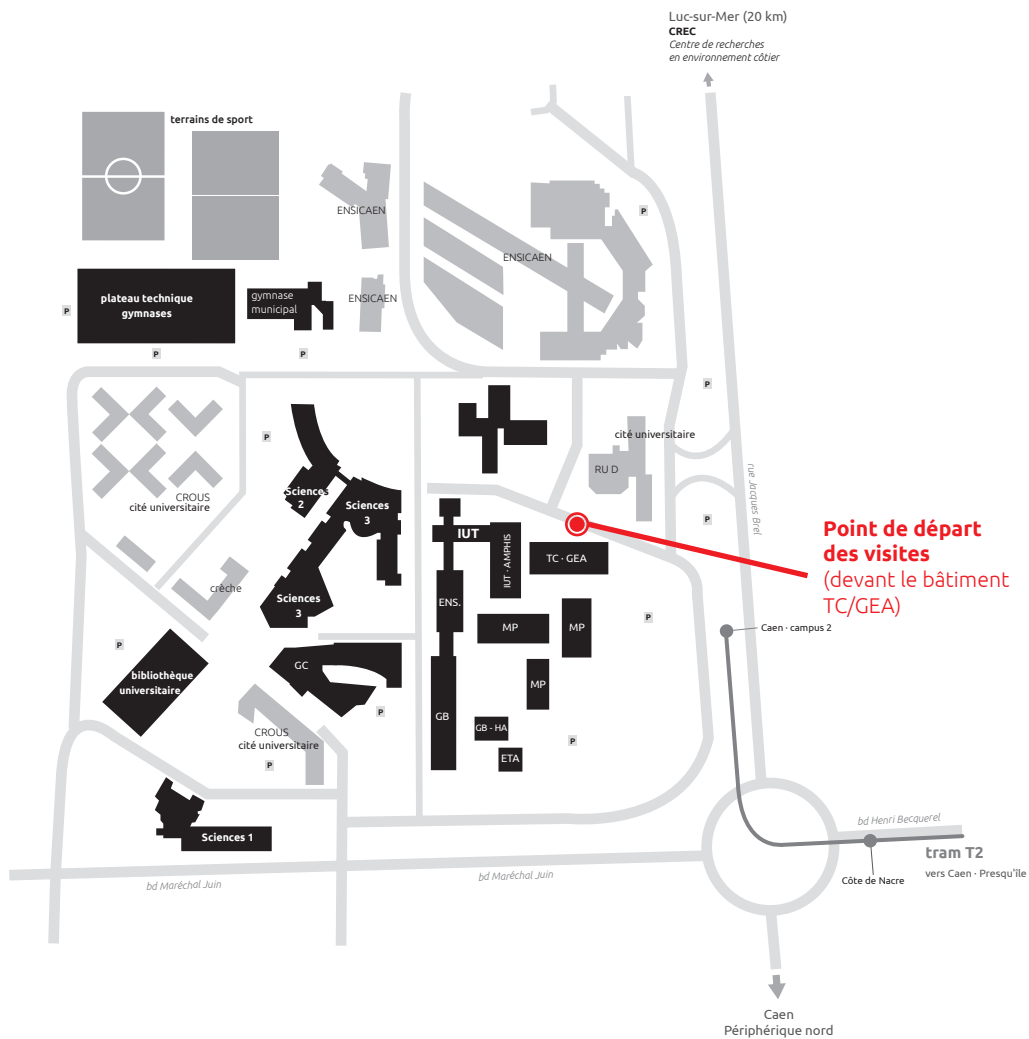 Luc-sur-Mer (20 km)
CREC
Centre de recherches
en environnement côtier
terrains de sport
P
ENSICAEN
ENSICAEN
plateau technique
gymnases
gymnase
municipal
ENSICAEN
P
P
P
P
P
cité universitaire
RU D
CROUS
cité universitaire
Sciences
2
Sciences
3
rue Jacques Brel
P
IUT
IUT · AMPHIS
TC · GEA
Point de départ
des visites
(devant le bâtiment
TC/GEA)
crèche
Sciences
3
ENS.
MP
MP
P
Caen · campus 2
P
GC
bibliothèque
universitaire
MP
P
GB
GB - HA
CROUS
cité universitaire
P
P
ETA
Sciences 1
bd Henri Becquerel
tram T2
vers Caen · Presqu'île
Côte de Nacre
bd Maréchal Juin
bd Maréchal Juin
Caen
Périphérique nord